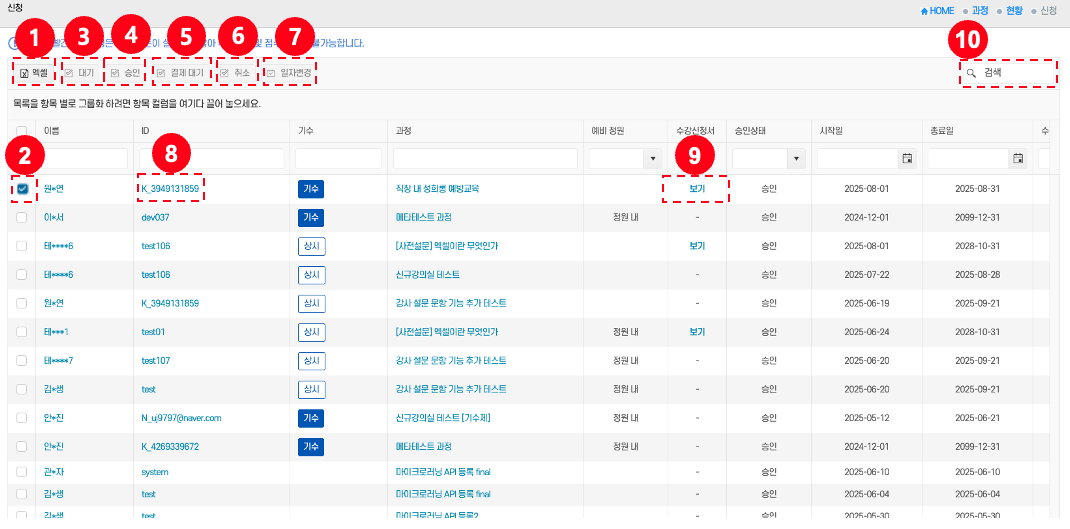 신청
HOME 과정 현황 신청
1 3 4 5 6 7 10
불가능합니다.
엑셀 대기 승인 결제 대기 취소 일자변경 검색
목록을 항목 별로 그룹화 하려면 항목 컬럼을 여기다 끌어 놓으세요.
이름 ID 기수 과정 예비 정원 수강신청서 승인상태 시작일 종료일 수
2 8 9
원*연 K_3949131859 기수 직장 내 성희롱 예방교육 보기 승인 2025-08-01 2025-08-31
이*서 dev037 기수 메타테스트 과정 정원 내 - 승인 2024-12-01 2099-12-31
테****6 test106 상시 [사전설문] 엑셀이란 무엇인가 보기 승인 2025-08-01 2028-10-31
테****6 test106 상시 신규강의실 테스트 - 승인 2025-07-22 2025-08-28
원*연 K_3949131859 상시 강사 설문 문항 기능 추가 테스트 - 승인 2025-06-19 2025-09-21
테***1 test01 상시 [사전설문] 엑셀이란 무엇인가 정원 내 보기 승인 2025-06-24 2028-10-31
테****7 test107 상시 강사 설문 문항 기능 추가 테스트 정원 내 - 승인 2025-06-20 2025-09-21
김*생 test 상시 강사 설문 문항 기능 추가 테스트 정원 내 - 승인 2025-06-20 2025-09-21
안*진 N_uj9797@naver.com 기수 신규강의실 테스트 [기수제] 정원 내 - 승인 2025-05-12 2025-06-21
안*진 K_4269339672 기수 메타테스트 과정 정원 내 - 승인 2024-12-01 2099-12-31
관*자 system 마이크로러닝 API 등록 final - 승인 2025-06-10 2025-06-10
김*생 test 마이크로러닝 API 등록 final - 승인 2025-06-04 2025-06-04
김*생 test 마이크로러닝 API 등록2 - 승인 2025-05-30 2025-05-30